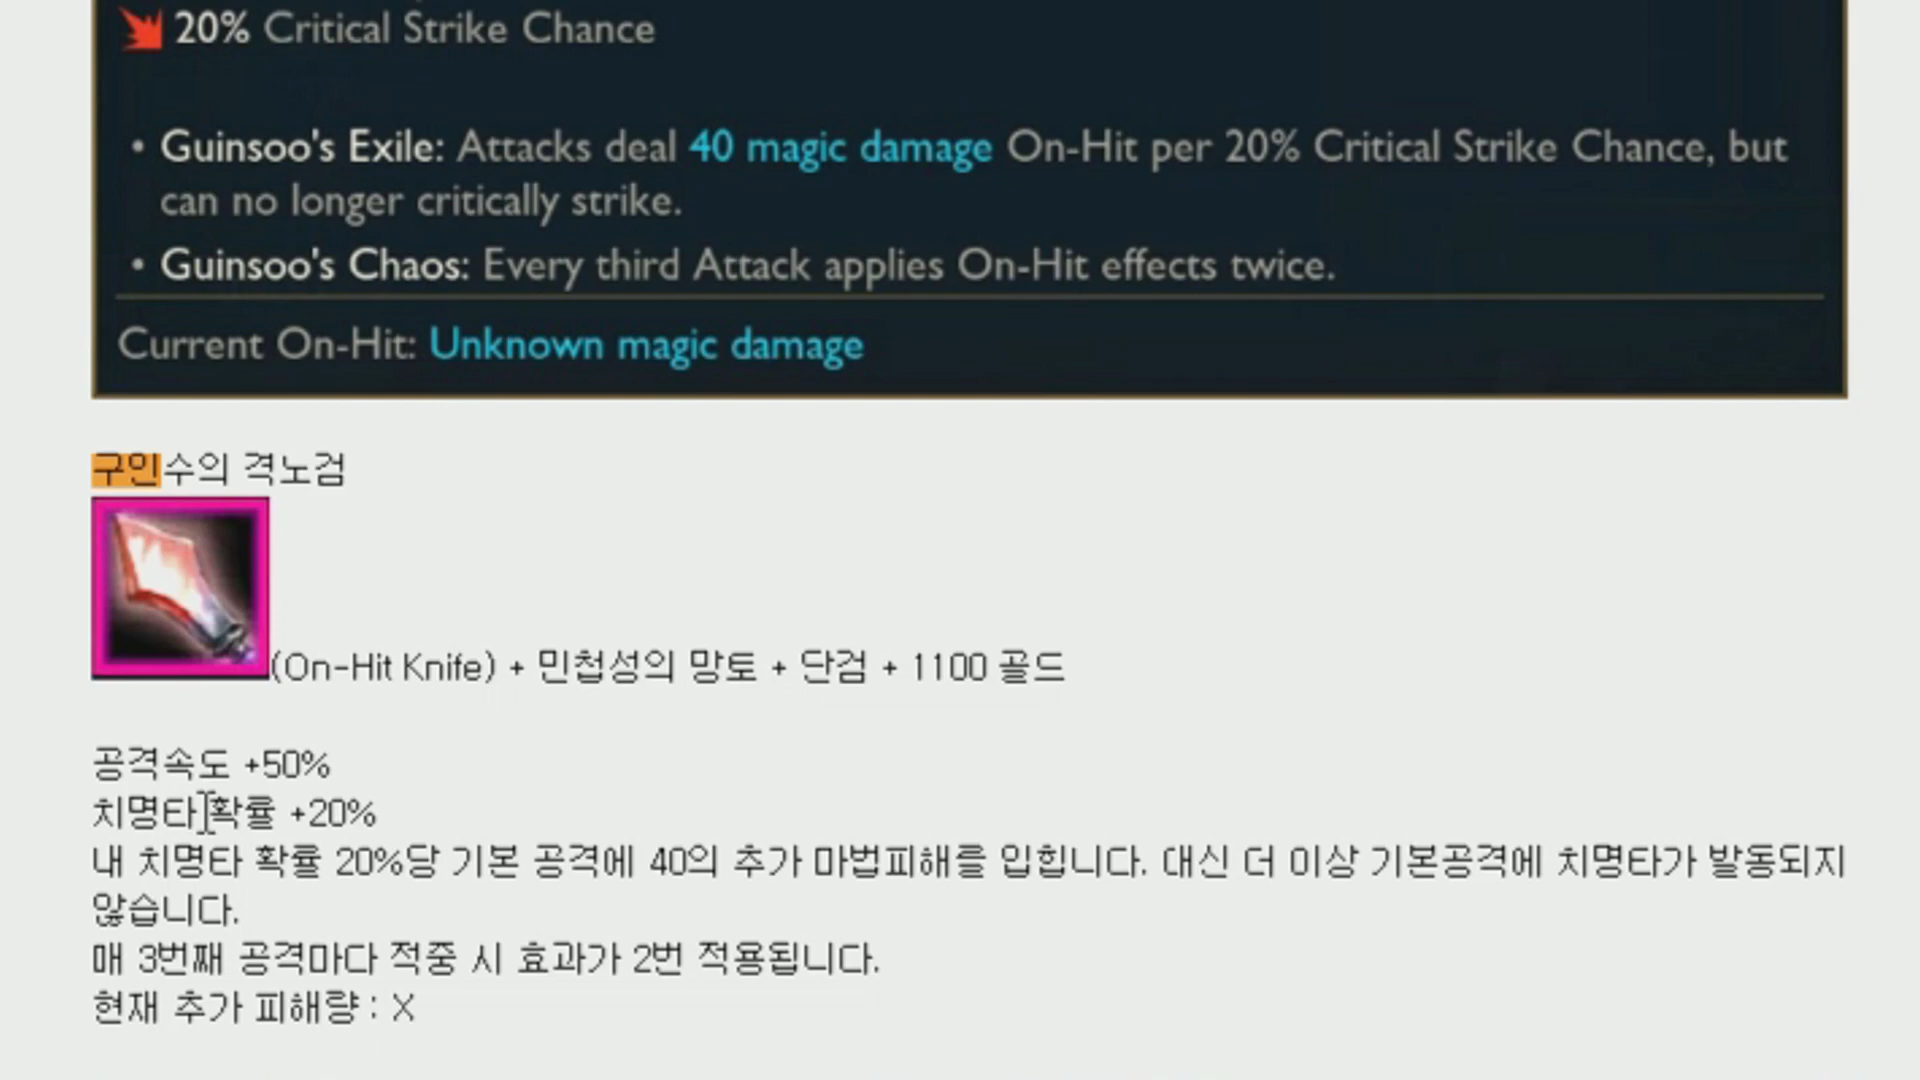 20% Critical Strike Chance
• Guinsoo's Exile: Attacks deal 40 magic damage On-Hit per 20% Critical Strike Chance, but
can no longer critically strike.
• Guinsoo's Chaos: Every third Attack applies On-Hit effects twice.
Current On-Hit: Unknown magic damage
구인수의 격노검
(On-Hit Knife) + 민첩성의 망토 + 단검 + 1100 골드
공격속도 +50%
치명타 확률 +20%
내 치명타 확률 20%당 기본 공격에 40의 추가 마법피해를 입힙니다. 대신 더 이상 기본공격에 치명타가 발동되지
않습니다.
매 3번째 공격마다 적중 시 효과가 2번 적용됩니다.
현재 추가 피해량 : X